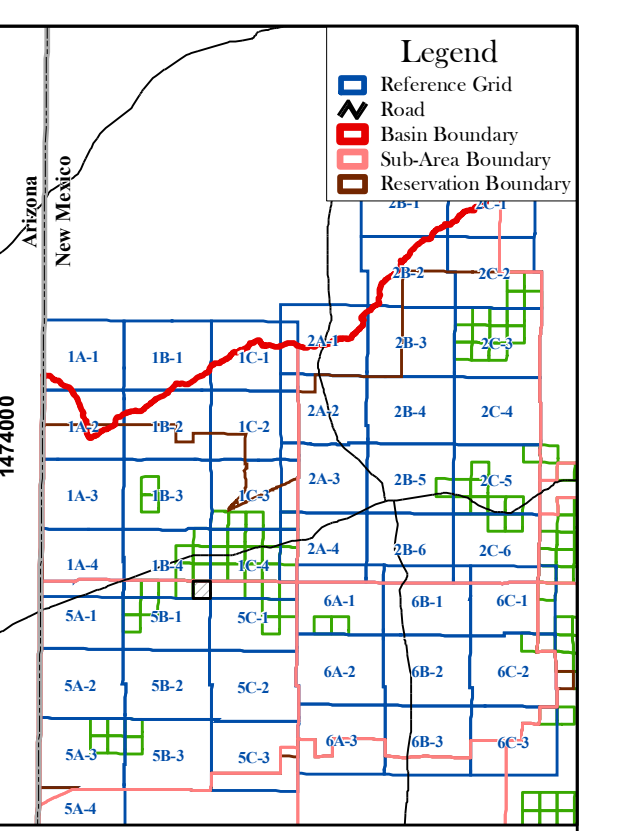 Legend
Reference Grid
Road
Basin Boundary
Sub-Area Boundary
Reservation Boundary
Arizona
New Mexico
1474000
2B-1
2C-1
2B-2
2C-2
2A-1
2B-3
2C-3
1A-1
1B-1
1C-1
2A-2
2B-4
2C-4
1A-2
1B-2
1C-2
2A-3
2B-5
2C-5
1A-3
1B-3
1C-3
2A-4
2B-6
2C-6
1A-4
1B-4
1C-4
6A-1
6B-1
6C-1
5A-1
5B-1
5C-1
6A-2
6B-2
6C-2
5A-2
5B-2
5C-2
6A-3
6B-3
6C-3
5A-3
5B-3
5C-3
5A-4